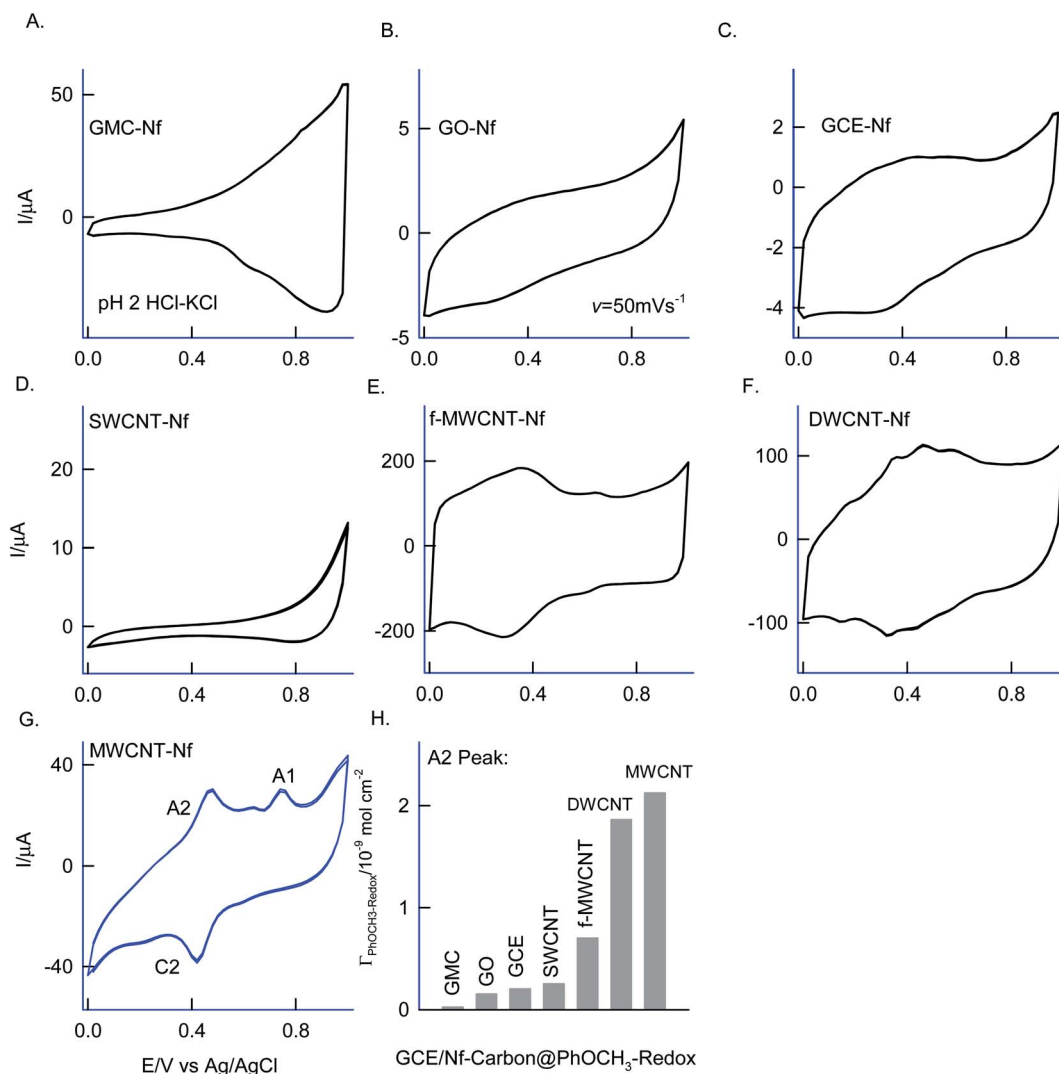 A.
GMC-Nf
50
0
I/µA
pH 2 HCl-KCl
0.0 0.4 0.8
B.
GO-Nf
5
0
-5
ν=50mVs⁻¹
0.0 0.4 0.8
C.
GCE-Nf
2
0
-2
-4
0.0 0.4 0.8
D.
SWCNT-Nf
20
10
0
I/µA
0.0 0.4 0.8
E.
f-MWCNT-Nf
200
0
-200
0.0 0.4 0.8
F.
DWCNT-Nf
100
0
-100
0.0 0.4 0.8
G.
MWCNT-Nf
40
0
-40
I/µA
A2
A1
C2
0.0 0.4 0.8
E/V vs Ag/AgCl
H.
A2 Peak:
2
1
0
Γ_PhOCH3-Redox/10⁻⁹ mol cm⁻²
GMC
GO
GCE
SWCNT
f-MWCNT
DWCNT
MWCNT
GCE/Nf-Carbon@PhOCH₃-Redox